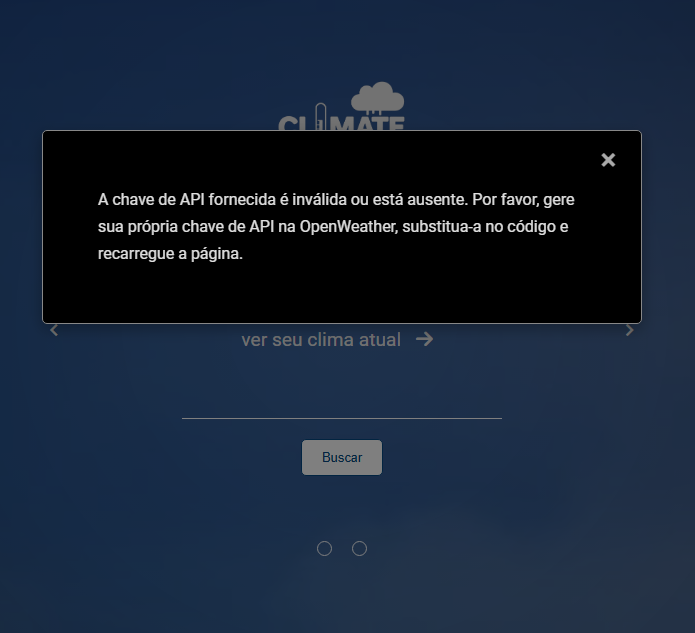 CLIMATE
A chave de API fornecida é inválida ou está ausente. Por favor, gere
sua própria chave de API na OpenWeather, substitua-a no código e
recarregue a página.
ver seu clima atual
Buscar